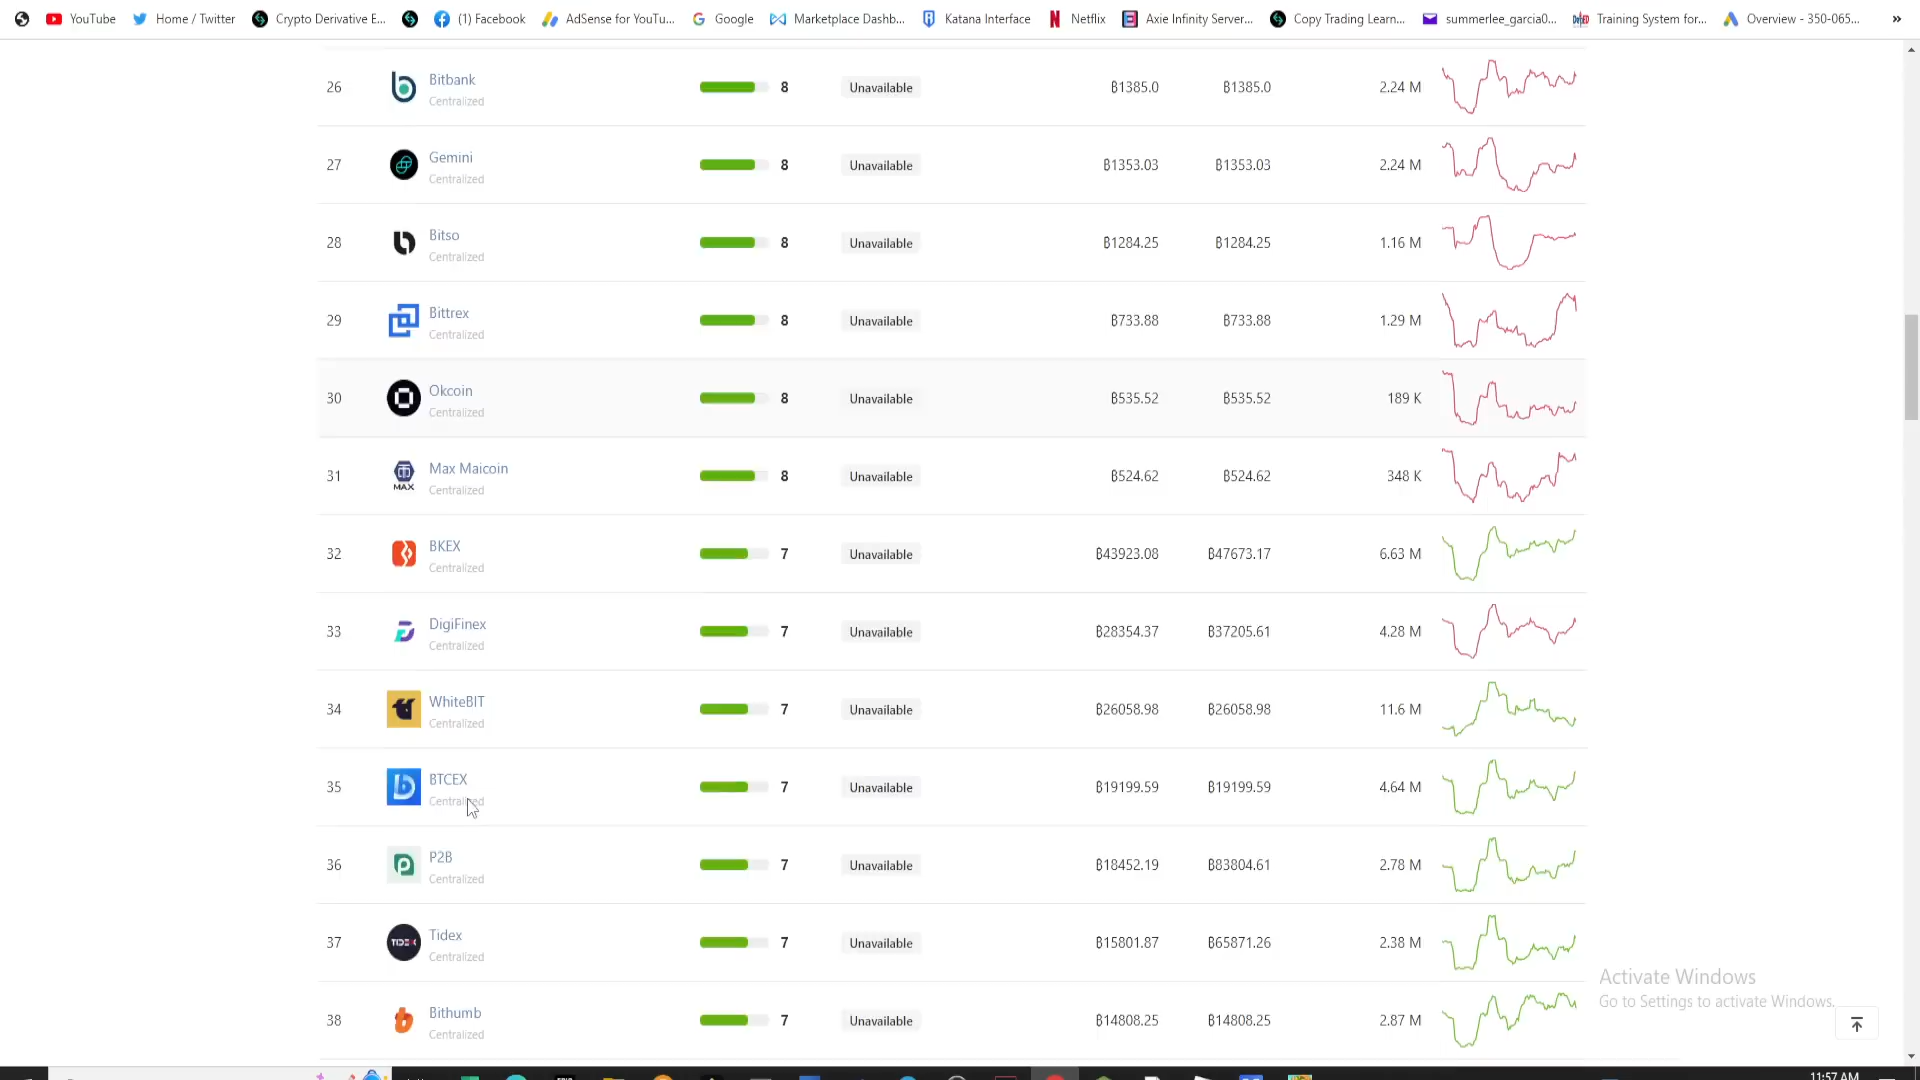 YouTube Home / Twitter Crypto Derivative E... (1) Facebook AdSense for YouTu... Google Marketplace Dashb... Katana Interface Netflix Axie Infinity Server... Copy Trading Learn... summerlee_garcia0... Training System for... Overview - 350-065... »
26 Bitbank 8 Unavailable ₿1385.0 ₿1385.0 2.24 M
Centralized
27 Gemini 8 Unavailable ₿1353.03 ₿1353.03 2.24 M
Centralized
28 Bitso 8 Unavailable ₿1284.25 ₿1284.25 1.16 M
Centralized
29 Bittrex 8 Unavailable ₿733.88 ₿733.88 1.29 M
Centralized
30 Okcoin 8 Unavailable ₿535.52 ₿535.52 189 K
Centralized
31 MAX Max Maicoin 8 Unavailable ₿524.62 ₿524.62 348 K
Centralized
32 BKEX 7 Unavailable ₿43923.08 ₿47673.17 6.63 M
Centralized
33 DigiFinex 7 Unavailable ₿28354.37 ₿37205.61 4.28 M
Centralized
34 WhiteBIT 7 Unavailable ₿26058.98 ₿26058.98 11.6 M
Centralized
35 BTCEX 7 Unavailable ₿19199.59 ₿19199.59 4.64 M
Centralized
36 P2B 7 Unavailable ₿18452.19 ₿83804.61 2.78 M
Centralized
37 TIDEX Tidex 7 Unavailable ₿15801.87 ₿65871.26 2.38 M
Centralized
Activate Windows
Go to Settings to activate Windows.
38 Bithumb 7 Unavailable ₿14808.25 ₿14808.25 2.87 M
Centralized
11:57 AM